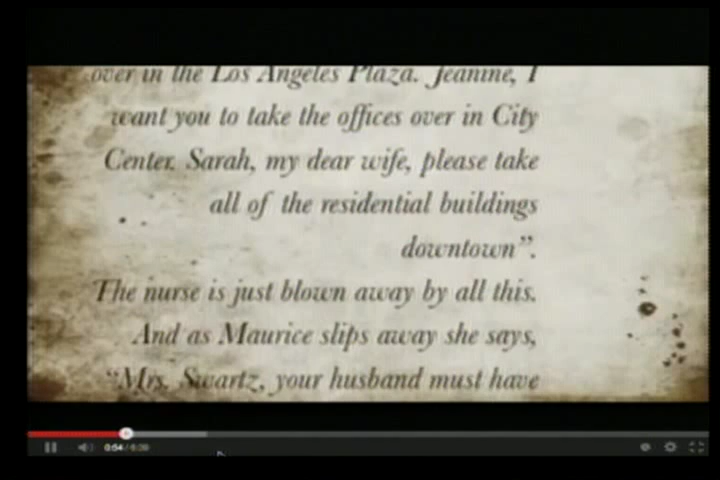 over in the Los Angeles Plaza. Jeanine, I
want you to take the offices over in City
Center. Sarah, my dear wife, please take
all of the residential buildings
downtown”.
The nurse is just blown away by all this.
And as Maurice slips away she says,
“Mrs. Swartz, your husband must have
0:54 /